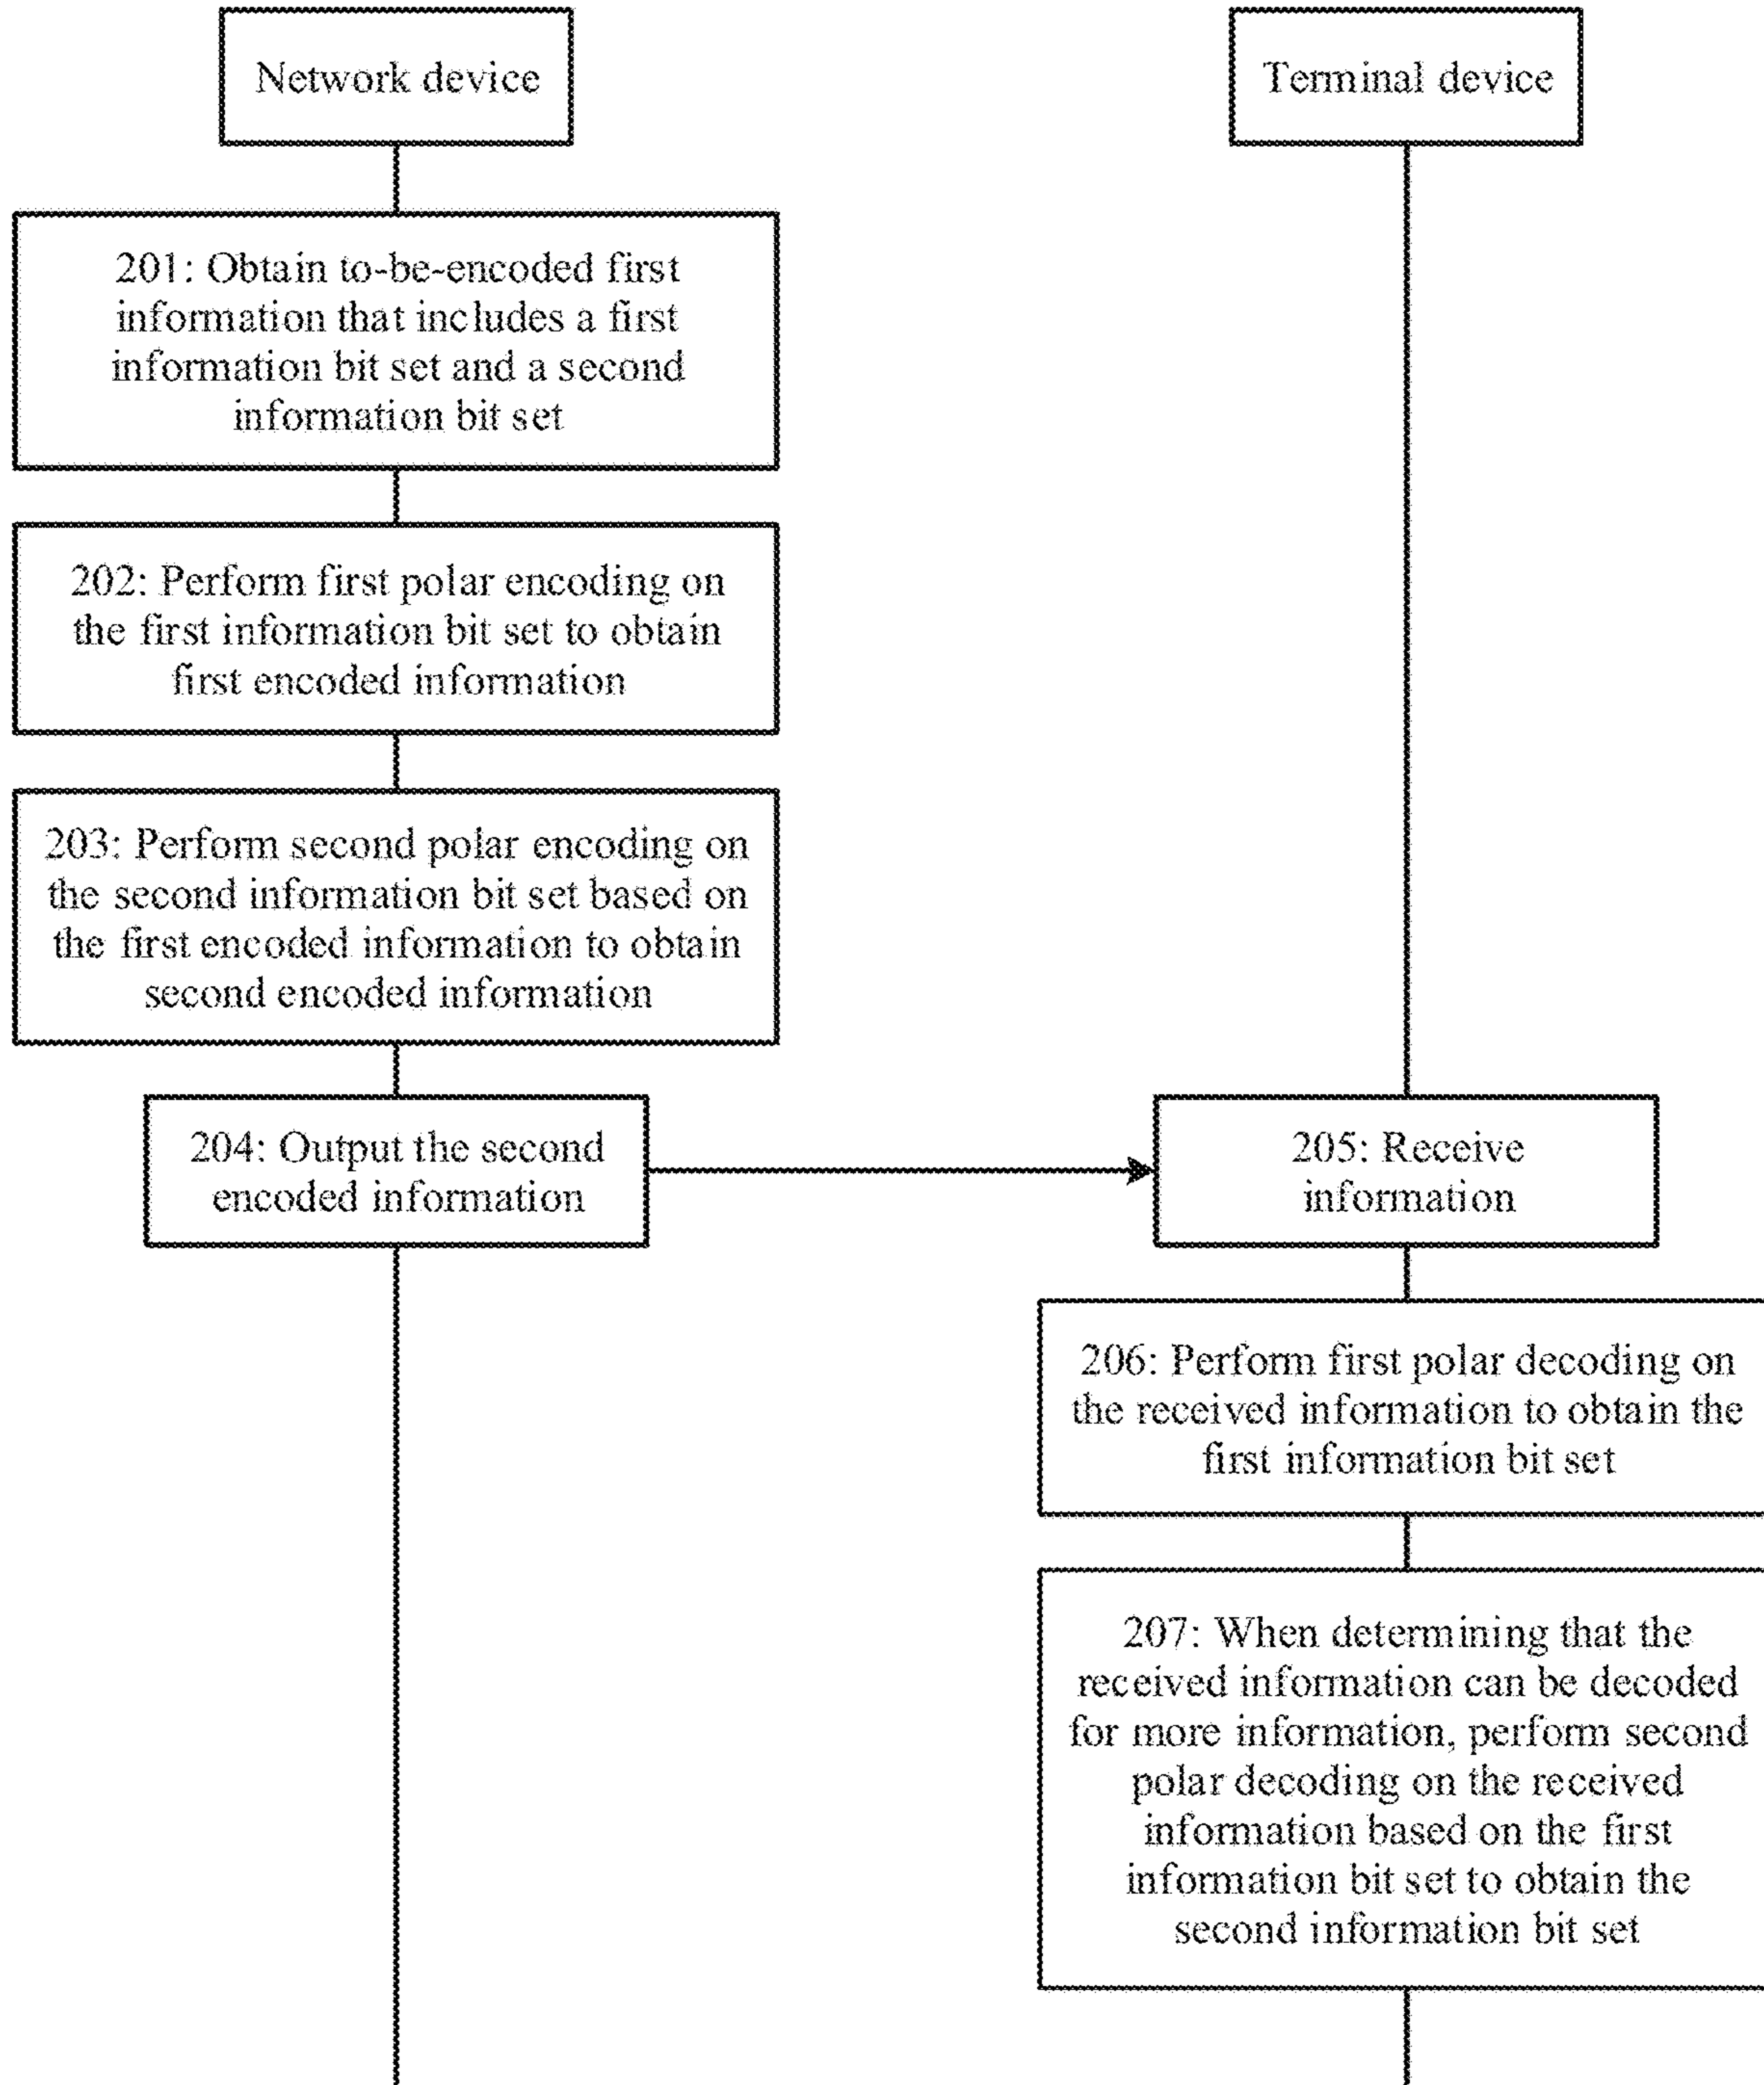 Network device
Terminal device
201: Obtain to-be-encoded first
information that includes a first
information bit set and a second
information bit set
202: Perform first polar encoding on
the first information bit set to obtain
first encoded information
203: Perform second polar encoding on
the second information bit set based on
the first encoded information to obtain
second encoded information
204: Output the second
encoded information
205: Receive
information
206: Perform first polar decoding on
the received information to obtain the
first information bit set
207: When determining that the
received information can be decoded
for more information, perform second
polar decoding on the received
information based on the first
information bit set to obtain the
second information bit set